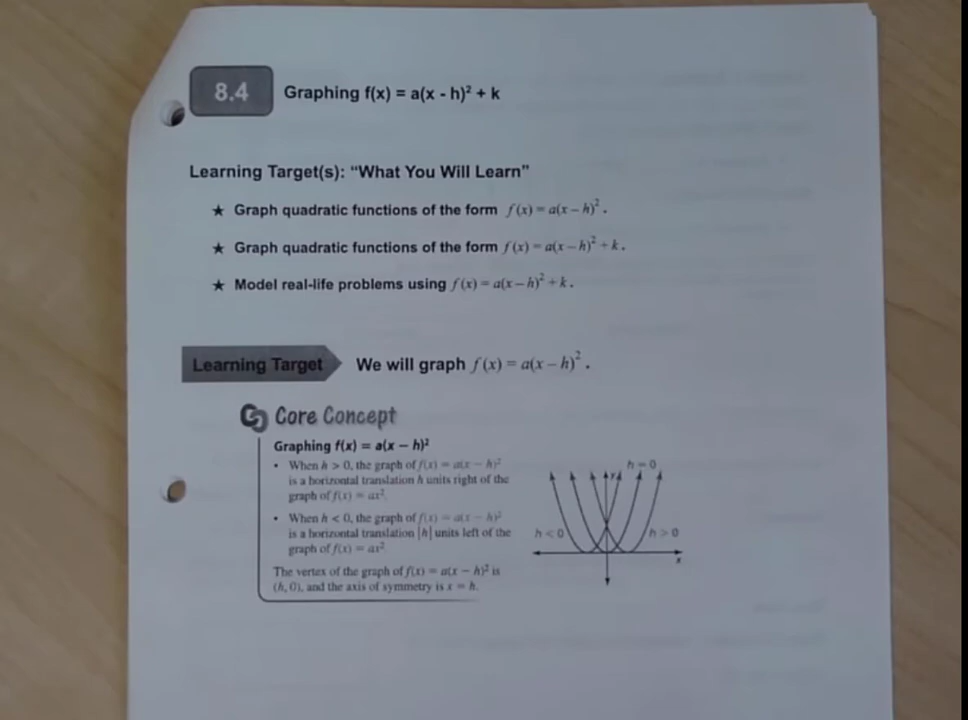 8.4 Graphing f(x) = a(x - h)² + k
Learning Target(s): “What You Will Learn”
★ Graph quadratic functions of the form f(x) = a(x – h)².
★ Graph quadratic functions of the form f(x) = a(x – h)² + k.
★ Model real-life problems using f(x) = a(x – h)² + k.
Learning Target We will graph f(x) = a(x – h)².
Core Concept
Graphing f(x) = a(x – h)²
• When h > 0, the graph of f(x) = a(x – h)²
is a horizontal translation h units right of the
graph of f(x) = ax².
• When h < 0, the graph of f(x) = a(x – h)²
is a horizontal translation |h| units left of the
graph of f(x) = ax².
The vertex of the graph of f(x) = a(x – h)² is
(h, 0), and the axis of symmetry is x = h.
h = 0
y
h < 0
h > 0
x